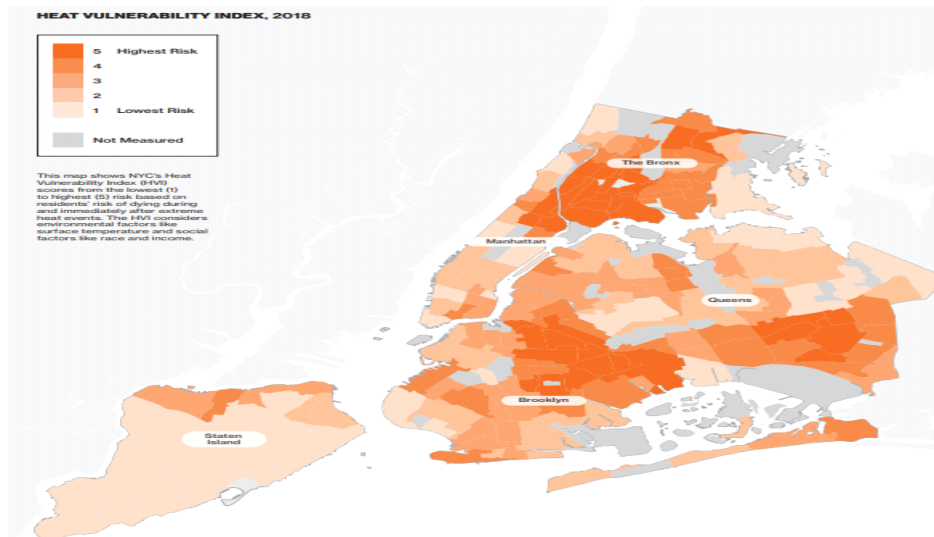 HEAT VULNERABILITY INDEX, 2018
5 Highest Risk
4
3
2
1 Lowest Risk
Not Measured
This map shows NYC's Heat
Vulnerability Index (HVI)
scores from the lowest (1)
to highest (5) risk based on
residents' risk of dying during
and immediately after extreme
heat events. The HVI considers
environmental factors like
surface temperature and social
factors like race and income.
The Bronx
Manhattan
Queens
Brooklyn
Staten
Island